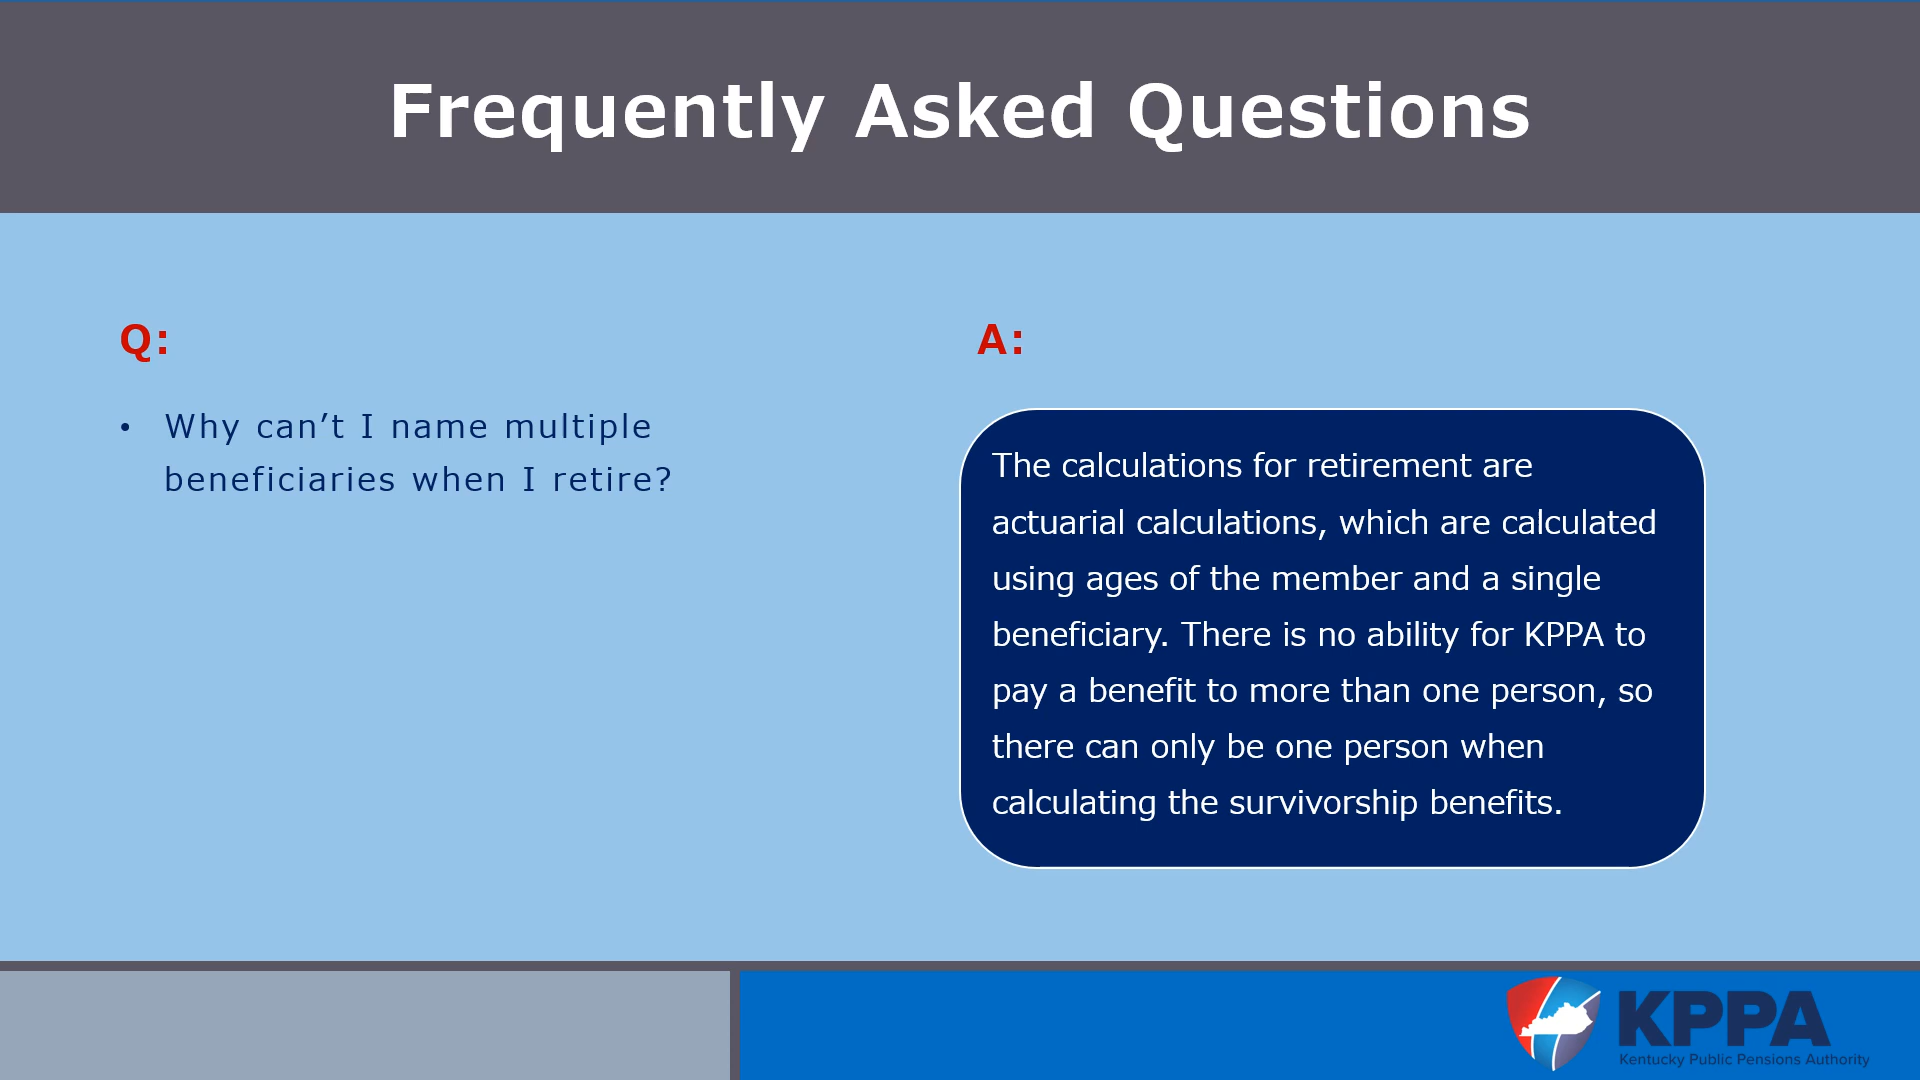 Frequently Asked Questions
Q:
• Why can’t I name multiple
beneficiaries when I retire?
A:
The calculations for retirement are
actuarial calculations, which are calculated
using ages of the member and a single
beneficiary. There is no ability for KPPA to
pay a benefit to more than one person, so
there can only be one person when
calculating the survivorship benefits.
KPPA
Kentucky Public Pensions Authority